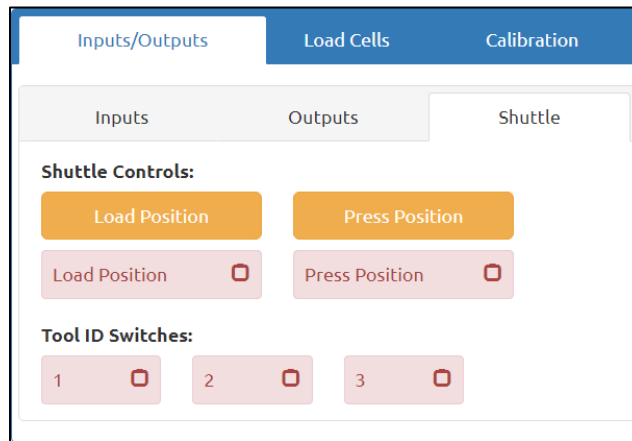 Inputs/Outputs Load Cells Calibration
Inputs Outputs Shuttle
Shuttle Controls:
Load Position Press Position
Load Position Press Position
Tool ID Switches:
1 2 3